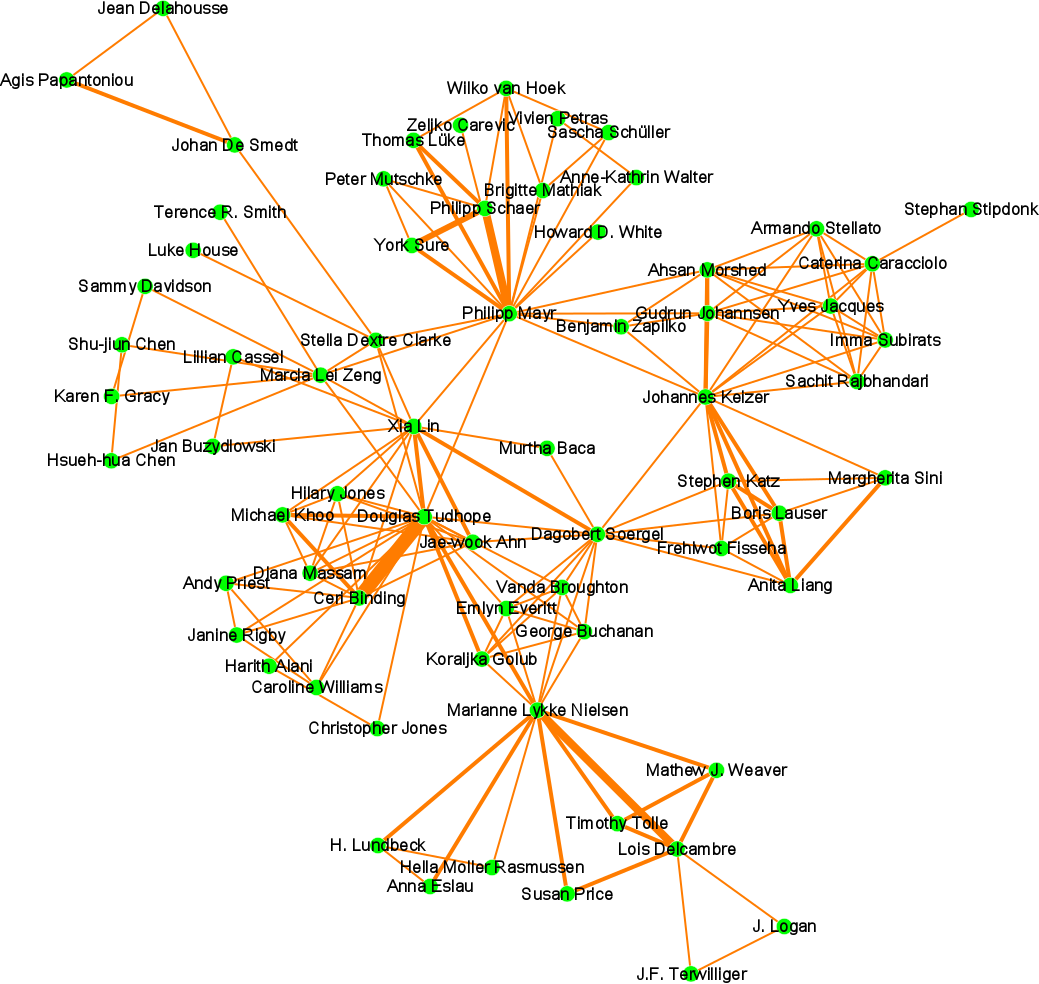 Jean Delahousse
Agis Papantoniou
Wilko van Hoek
Vivien Petras
Zeljko Carevic
Sascha Schüller
Thomas Lüke
Johan De Smedt
Peter Mutschke
Anne-Kathrin Walter
Brigitte Mathiak
Philipp Schaer
Terence R. Smith
Stephan Stipdonk
Armando Stellato
Howard D. White
York Sure
Luke House
Caterina Caracciolo
Ahsan Morshed
Sammy Davidson
Yves Jacques
Philipp Mayr
Gudrun Johannsen
Benjamin Zapilko
Stella Dextre Clarke
Imma Subirats
Shu-jiun Chen
Lillian Cassel
Marcia Lei Zeng
Sachit Rajbhandari
Karen F. Gracy
Johannes Keizer
Xia Lin
Jan Buzydlowski
Murtha Baca
Hsueh-hua Chen
Stephen Katz
Margherita Sini
Hilary Jones
Michael Khoo
Douglas Tudhope
Boris Lauser
Dagobert Soergel
Jae-wook Ahn
Frehiwot Fisseha
Diana Massam
Andy Priest
Anita Liang
Vanda Broughton
Ceri Binding
Emlyn Everitt
Janine Rigby
George Buchanan
Koraljka Golub
Harith Alani
Caroline Williams
Marianne Lykke Nielsen
Christopher Jones
Mathew J. Weaver
Timothy Tolle
H. Lundbeck
Lois Delcambre
Hella Moller Rasmussen
Anna Eslau
Susan Price
J. Logan
J.F. Terwilliger